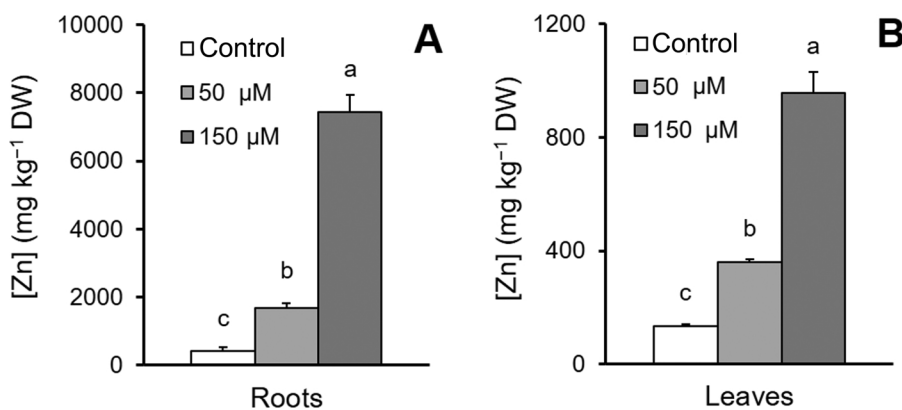 A
[Zn] (mg kg⁻¹ DW)
10000
8000
6000
4000
2000
0
Control
50 µM
150 µM
c
b
a
Roots
B
[Zn] (mg kg⁻¹ DW)
1200
800
400
0
Control
50 µM
150 µM
c
b
a
Leaves